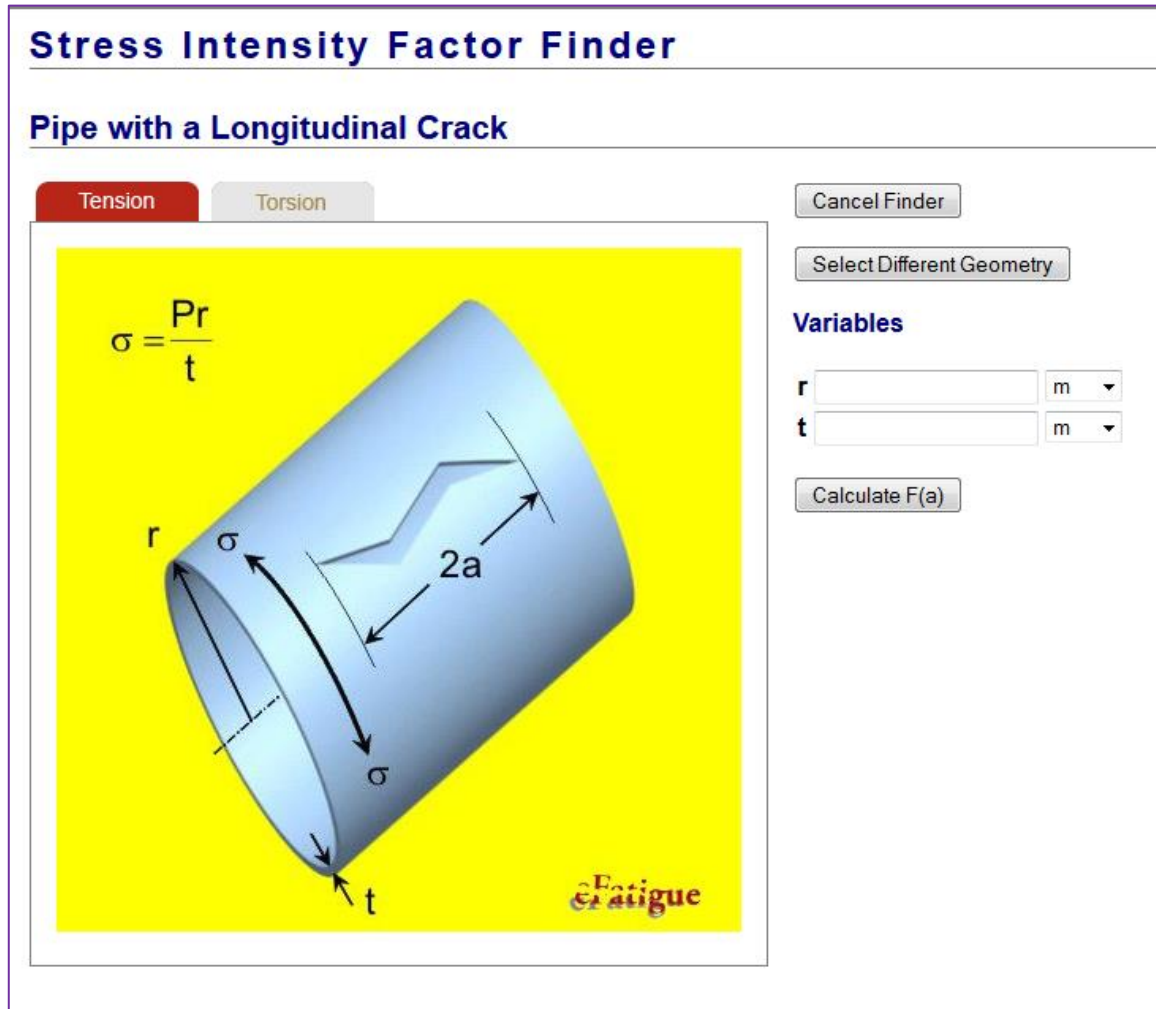 Stress Intensity Factor Finder
Pipe with a Longitudinal Crack
Tension Torsion
σ = Pr
t
r
σ
2a
σ
t
eFatigue
Cancel Finder
Select Different Geometry
Variables
r m
t m
Calculate F(a)